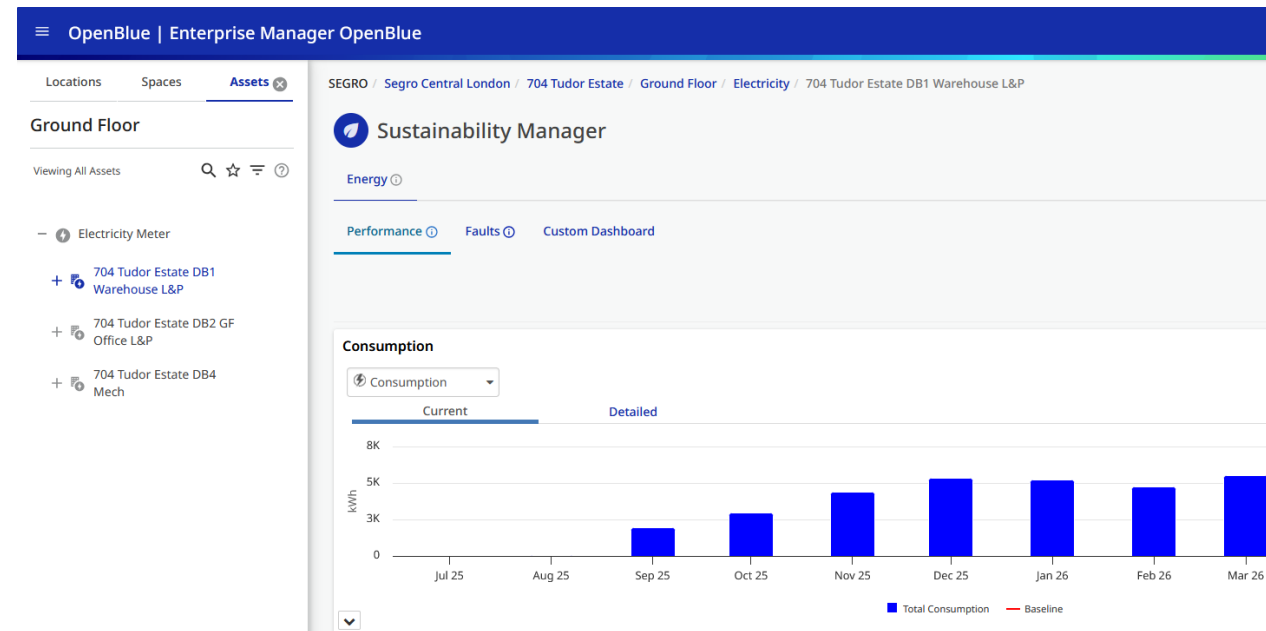 OpenBlue | Enterprise Manager OpenBlue
Locations Spaces Assets
Ground Floor
Viewing All Assets
Electricity Meter
704 Tudor Estate DB1
Warehouse L&P
704 Tudor Estate DB2 GF
Office L&P
704 Tudor Estate DB4
Mech
SEGRO / Segro Central London / 704 Tudor Estate / Ground Floor / Electricity / 704 Tudor Estate DB1 Warehouse L&P
Sustainability Manager
Energy
Performance Faults Custom Dashboard
Consumption
Consumption
Current Detailed
8K
5K
3K
0
kWh
Jul 25 Aug 25 Sep 25 Oct 25 Nov 25 Dec 25 Jan 26 Feb 26 Mar 26
Total Consumption Baseline